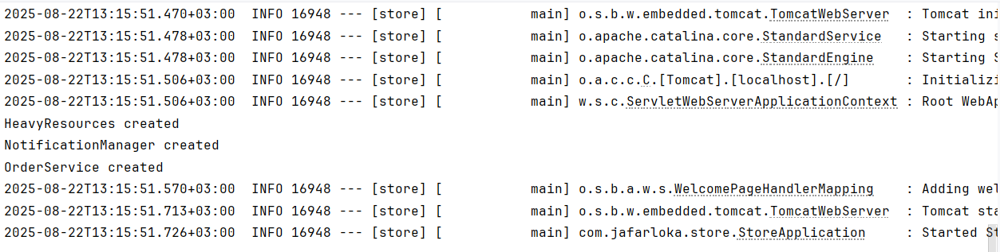 2025-08-22T13:15:51.470+03:00  INFO 16948 --- [store] [           main] o.s.b.w.embedded.tomcat.TomcatWebServer  : Tomcat ini
2025-08-22T13:15:51.478+03:00  INFO 16948 --- [store] [           main] o.apache.catalina.core.StandardService   : Starting s
2025-08-22T13:15:51.478+03:00  INFO 16948 --- [store] [           main] o.apache.catalina.core.StandardEngine    : Starting S
2025-08-22T13:15:51.506+03:00  INFO 16948 --- [store] [           main] o.a.c.c.C.[Tomcat].[localhost].[/]       : Initializi
2025-08-22T13:15:51.506+03:00  INFO 16948 --- [store] [           main] w.s.c.ServletWebServerApplicationContext : Root WebAp
HeavyResources created
NotificationManager created
OrderService created
2025-08-22T13:15:51.570+03:00  INFO 16948 --- [store] [           main] o.s.b.a.w.s.WelcomePageHandlerMapping    : Adding wel
2025-08-22T13:15:51.713+03:00  INFO 16948 --- [store] [           main] o.s.b.w.embedded.tomcat.TomcatWebServer  : Tomcat sta
2025-08-22T13:15:51.726+03:00  INFO 16948 --- [store] [           main] com.jafarloka.store.StoreApplication     : Started St